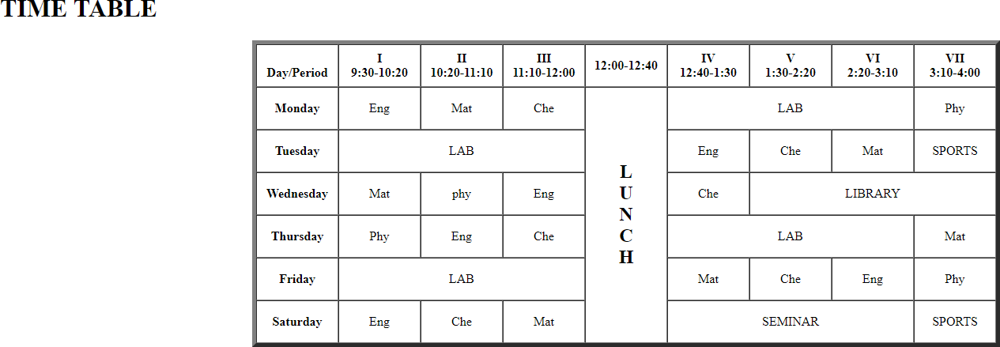 TIME TABLE
Day/Period I 9:30-10:20 II 10:20-11:10 III 11:10-12:00 12:00-12:40 IV 12:40-1:30 V 1:30-2:20 VI 2:20-3:10 VII 3:10-4:00
Monday Eng Mat Che LAB Phy
Tuesday LAB Eng Che Mat SPORTS
Wednesday Mat phy Eng Che LIBRARY
Thursday Phy Eng Che LAB Mat
Friday LAB Mat Che Eng Phy
Saturday Eng Che Mat SEMINAR SPORTS
L
U
N
C
H